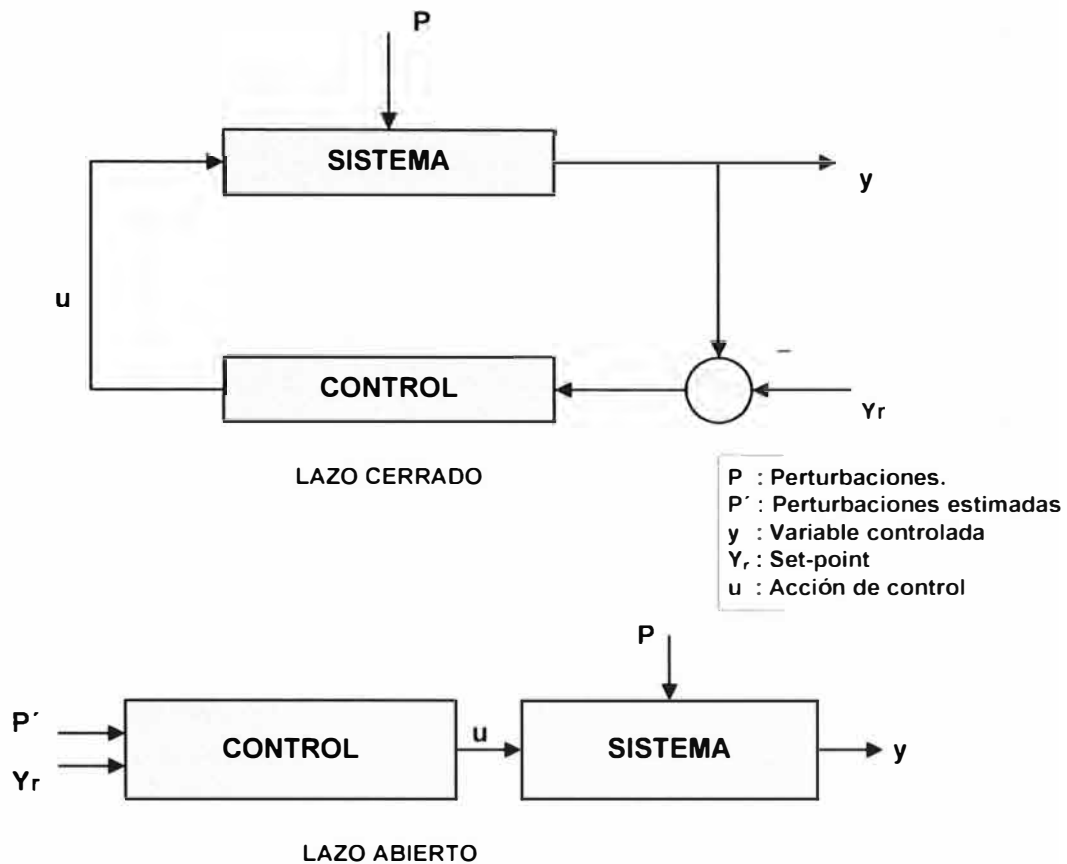 P
SISTEMA
y
u
–
CONTROL
Yr
LAZO CERRADO
P : Perturbaciones.
P´ : Perturbaciones estimadas
y : Variable controlada
Yr : Set-point
u : Acción de control
P
P´
u
CONTROL
SISTEMA
y
Yr
LAZO ABIERTO